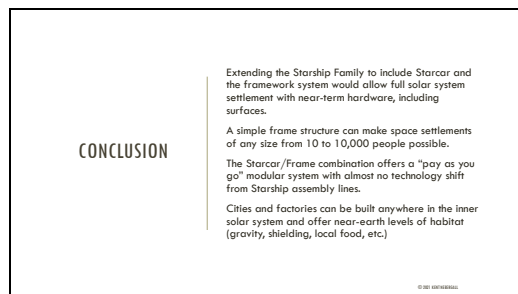 CONCLUSION
Extending the Starship Family to include Starcar and
the framework system would allow full solar system
settlement with near-term hardware, including
surfaces.
A simple frame structure can make space settlements
of any size from 10 to 10,000 people possible.
The Starcar/Frame combination offers a “pay as you
go” modular system with almost no technology shift
from Starship assembly lines.
Cities and factories can be built anywhere in the inner
solar system and offer near-earth levels of habitat
(gravity, shielding, local food, etc.)
© 2021